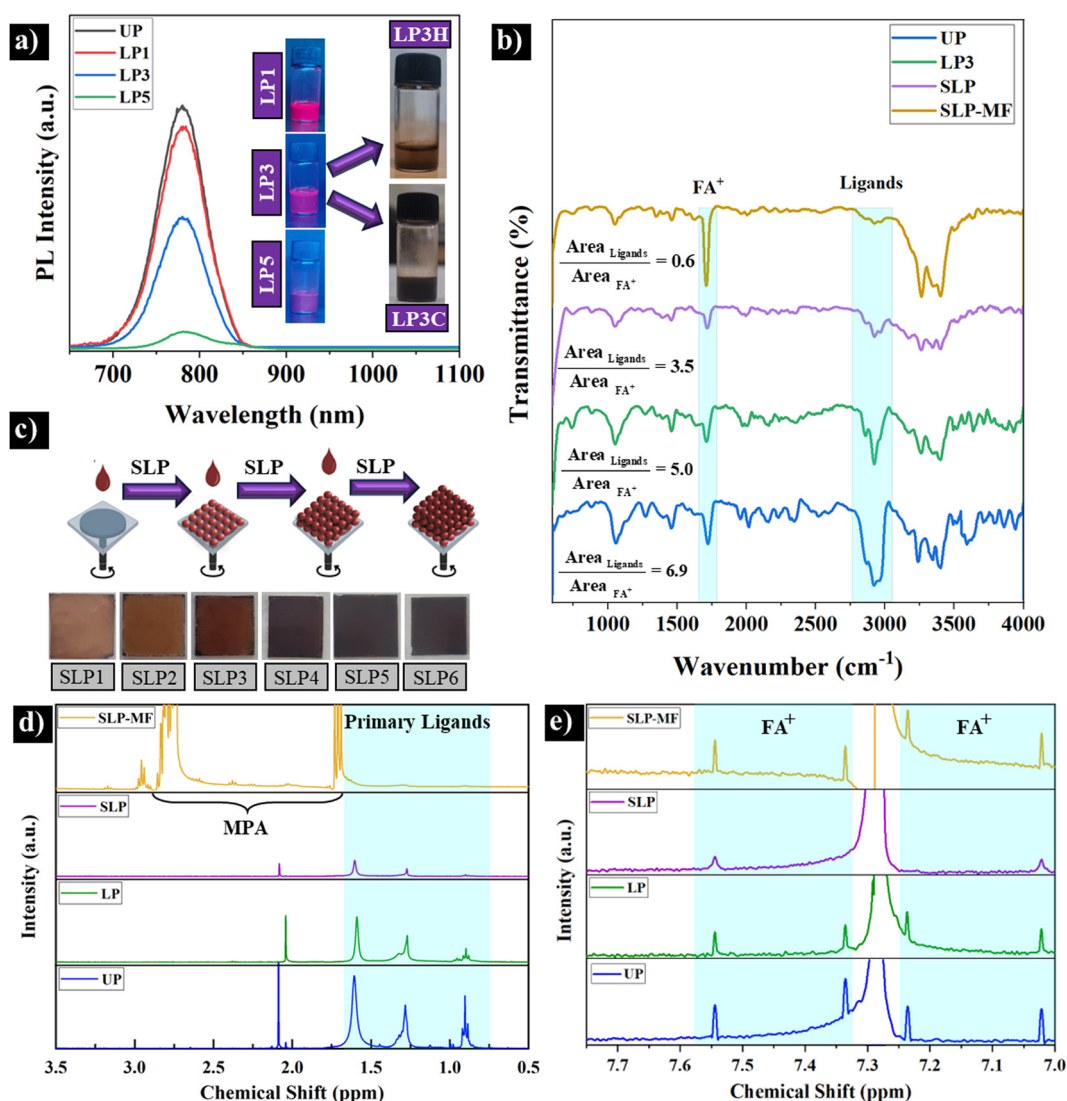 a)
UP
LP1
LP3
LP5
LP1
LP3
LP5
LP3H
LP3C
PL Intensity (a.u.)
700 800 900 1000 1100
Wavelength (nm)
b)
UP
LP3
SLP
SLP-MF
FA+
Ligands
Area Ligands
Area FA+
= 0.6
Area Ligands
Area FA+
= 3.5
Area Ligands
Area FA+
= 5.0
Area Ligands
Area FA+
= 6.9
Transmittance (%)
1000 1500 2000 2500 3000 3500 4000
Wavenumber (cm-1)
c)
SLP SLP SLP
SLP1 SLP2 SLP3 SLP4 SLP5 SLP6
d)
SLP-MF
Primary Ligands
MPA
SLP
LP
UP
Intensity (a.u.)
3.5 3.0 2.5 2.0 1.5 1.0 0.5
Chemical Shift (ppm)
e)
SLP-MF
FA+ FA+
SLP
LP
UP
Intensity (a.u.)
7.7 7.6 7.5 7.4 7.3 7.2 7.1 7.0
Chemical Shift (ppm)